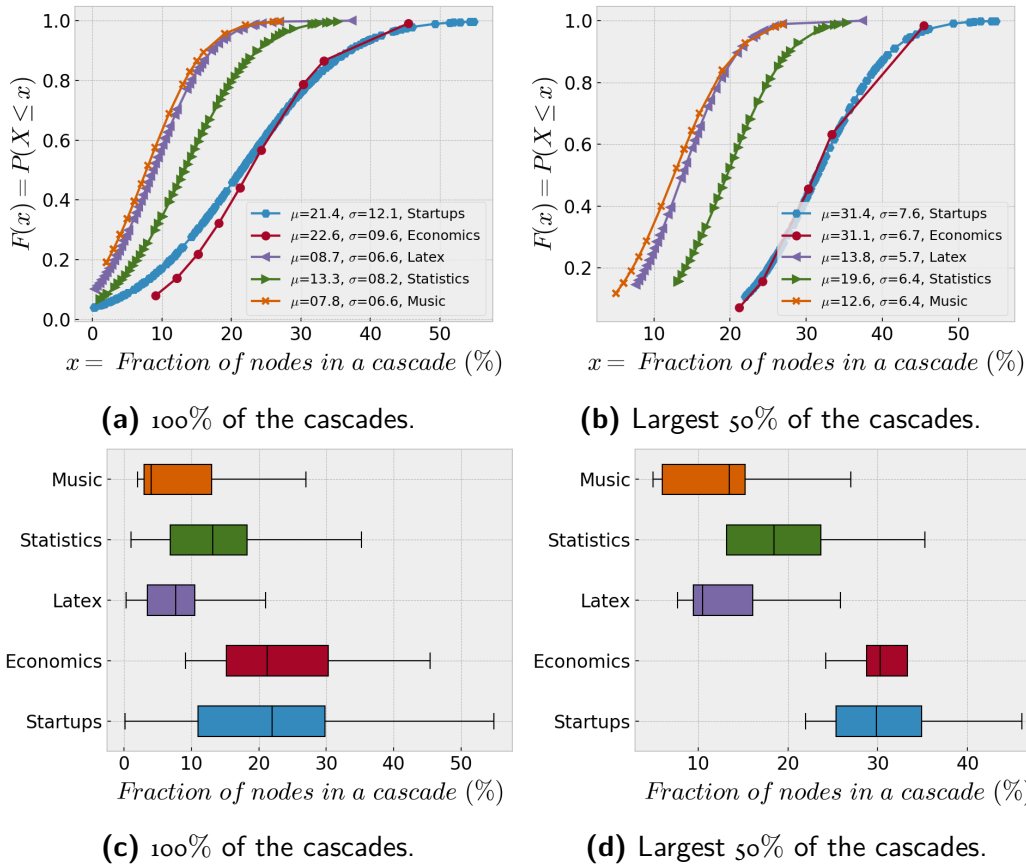 F(x) = P(X ≤ x)
1.0
0.8
0.6
0.4
0.2
0.0
μ=21.4, σ=12.1, Startups
μ=22.6, σ=09.6, Economics
μ=08.7, σ=06.6, Latex
μ=13.3, σ=08.2, Statistics
μ=07.8, σ=06.6, Music
0 10 20 30 40 50
x = Fraction of nodes in a cascade (%)
(a) 100% of the cascades.
F(x) = P(X ≤ x)
1.0
0.8
0.6
0.4
0.2
μ=31.4, σ=7.6, Startups
μ=31.1, σ=6.7, Economics
μ=13.8, σ=5.7, Latex
μ=19.6, σ=6.4, Statistics
μ=12.6, σ=6.4, Music
10 20 30 40 50
x = Fraction of nodes in a cascade (%)
(b) Largest 50% of the cascades.
Music
Statistics
Latex
Economics
Startups
0 10 20 30 40 50
Fraction of nodes in a cascade (%)
(c) 100% of the cascades.
Music
Statistics
Latex
Economics
Startups
10 20 30 40
Fraction of nodes in a cascade (%)
(d) Largest 50% of the cascades.